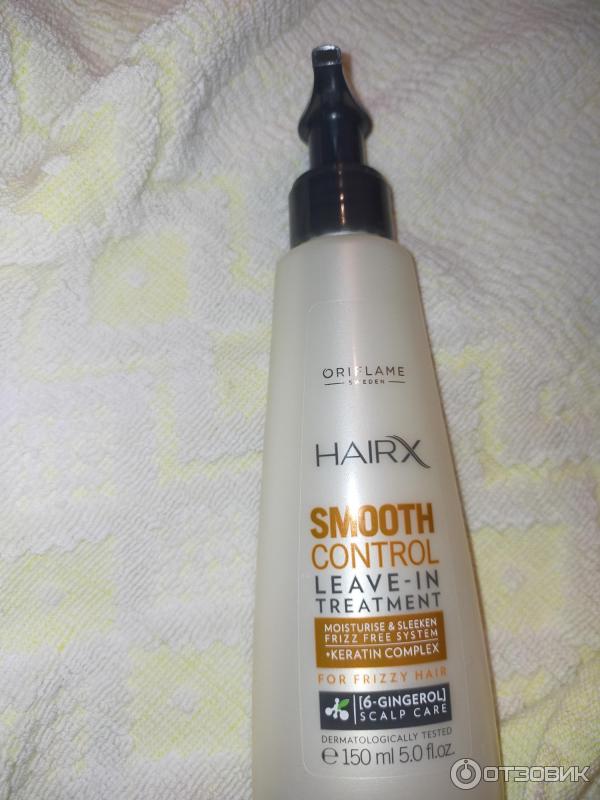 ORIFLAME
SWEDEN
HAIRX
SMOOTH
CONTROL
LEAVE-IN
TREATMENT
MOISTURISE & SLEEKEN
FRIZZ FREE SYSTEM
+KERATIN COMPLEX
FOR FRIZZY HAIR
[6-GINGEROL]
SCALP CARE
DERMATOLOGICALLY TESTED
℮ 150 ml 5.0 fl.oz.
ОТЗОВИК